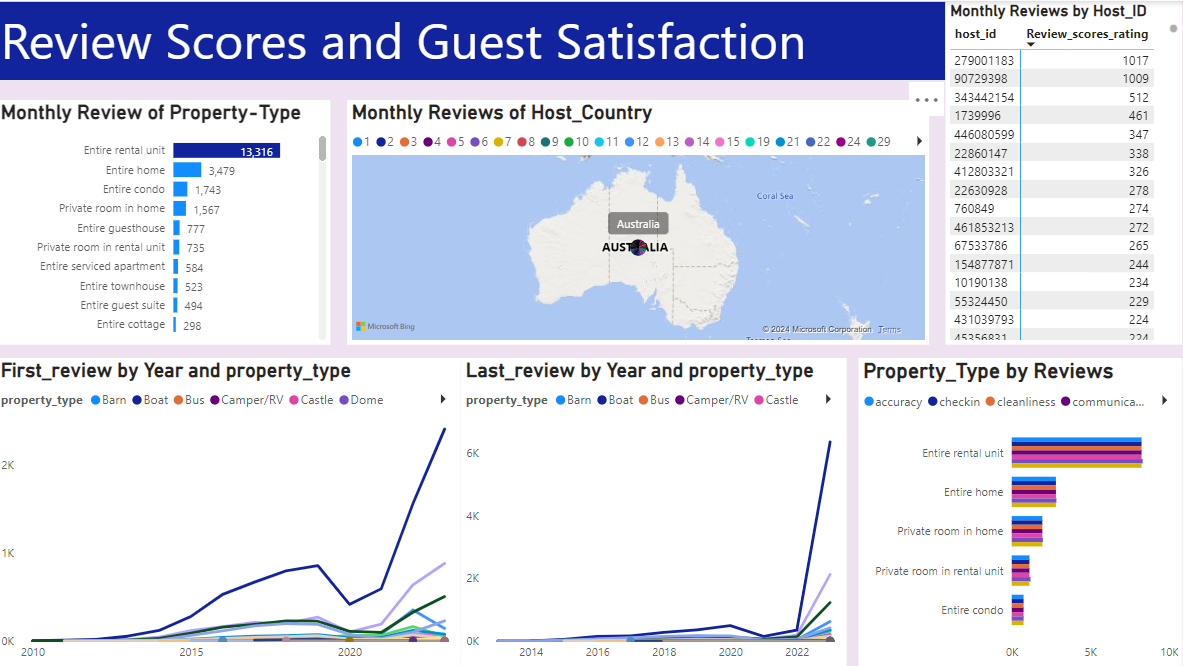 Review Scores and Guest Satisfaction
Monthly Reviews by Host_ID
host_id Review_scores_rating
279001183 1017
90729398 1009
343442154 512
1739996 461
446080599 347
22860147 338
412803321 326
22630928 278
760849 274
461853213 272
67533786 265
154877871 244
10190138 234
55324450 229
431039793 224
45356831 224
Monthly Review of Property-Type
Entire rental unit 13,316
Entire home 3,479
Entire condo 1,743
Private room in home 1,567
Entire guesthouse 777
Private room in rental unit 735
Entire serviced apartment 584
Entire townhouse 523
Entire guest suite 494
Entire cottage 298
Monthly Reviews of Host_Country
1 2 3 4 5 6 7 8 9 10 11 12 13 14 15 19 21 22 24 29
Coral Sea
Australia
AUSTRALIA
Microsoft Bing
© 2024 Microsoft Corporation Terms
First_review by Year and property_type
property_type Barn Boat Bus Camper/RV Castle Dome
2K
1K
0K
2010 2015 2020
Last_review by Year and property_type
property_type Barn Boat Bus Camper/RV Castle
6K
4K
2K
0K
2014 2016 2018 2020 2022
Property_Type by Reviews
accuracy checkin cleanliness communica...
Entire rental unit
Entire home
Private room in home
Private room in rental unit
Entire condo
0K 5K 10K